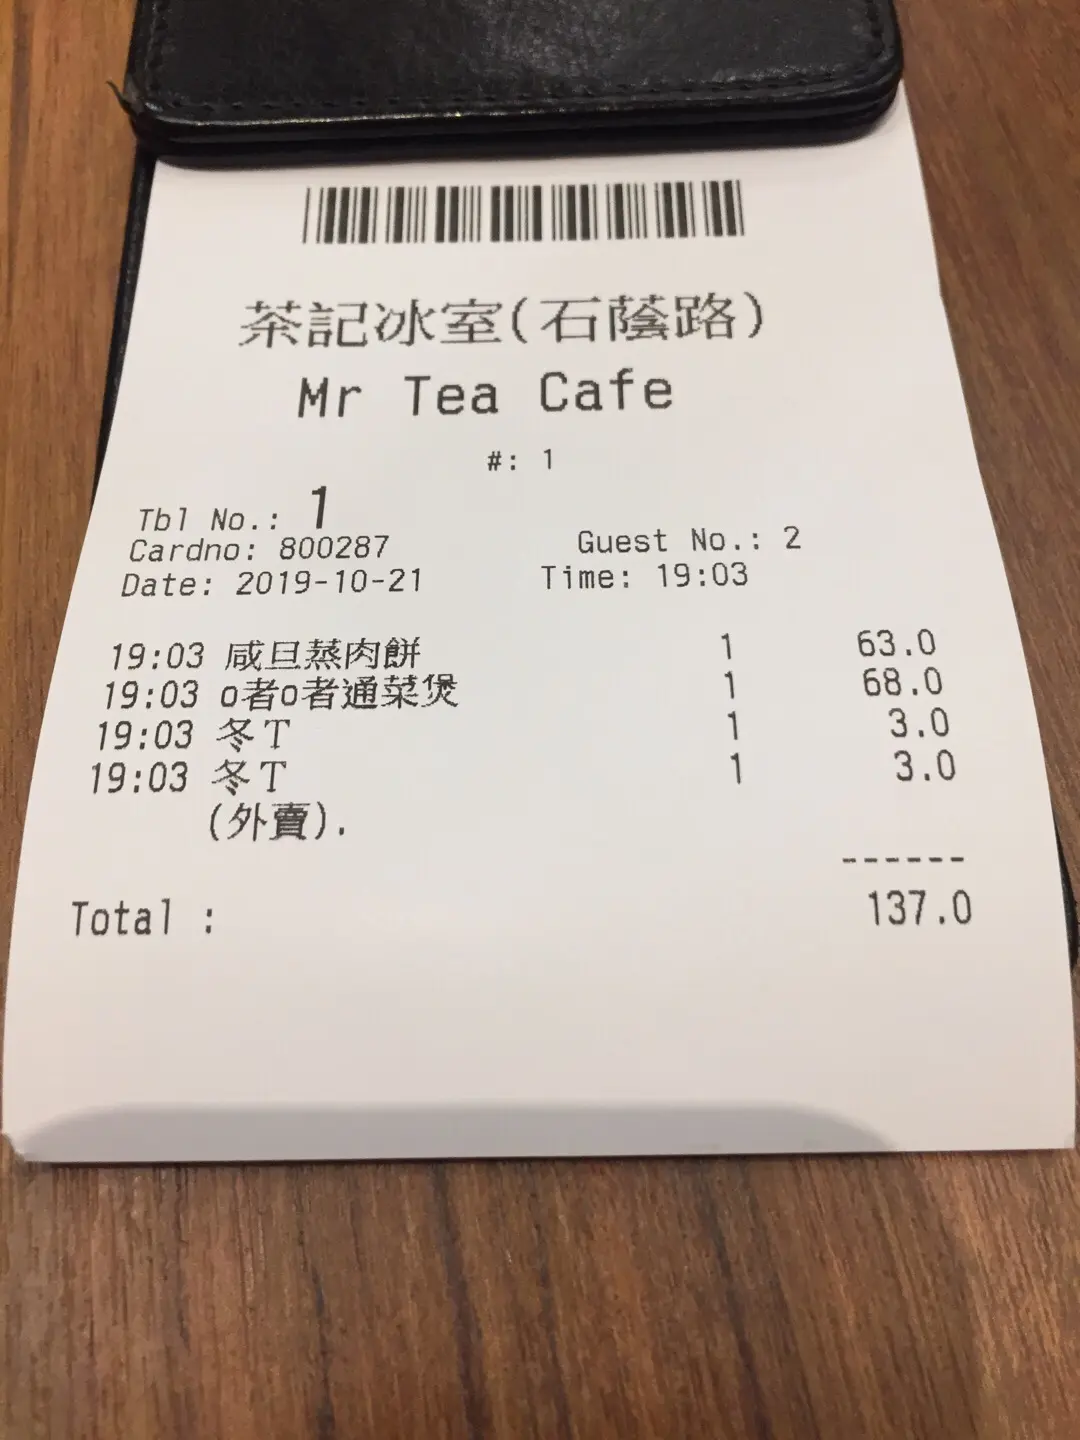 茶記冰室(石蔭路)
Mr Tea Cafe
#: 1
Tbl No.: 1
Cardno: 800287 Guest No.: 2
Date: 2019-10-21 Time: 19:03
19:03 咸旦蒸肉餅 1 63.0
19:03 o者o者通菜煲 1 68.0
19:03 冬T 1 3.0
19:03 冬T 1 3.0
(外賣).
------
Total : 137.0